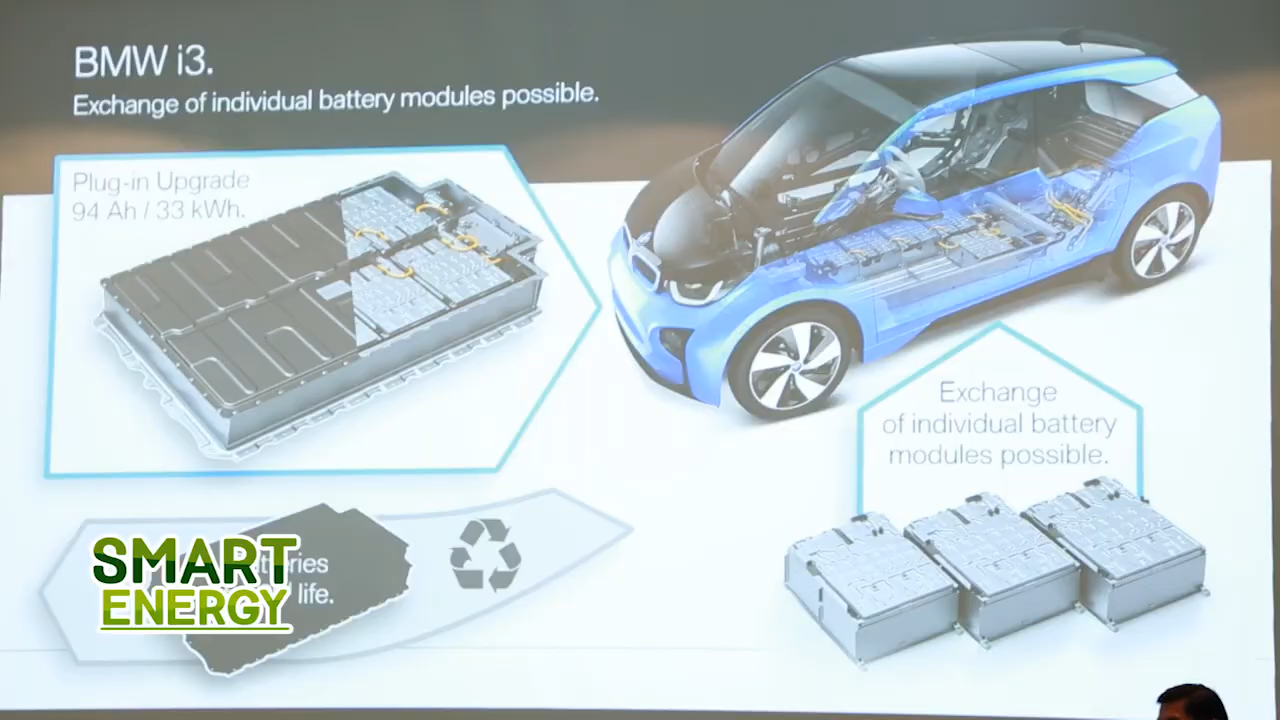 BMW i3.
Exchange of individual battery modules possible.
Plug-in Upgrade
94 Ah / 33 kWh.
Exchange
of individual battery
modules possible.
life.
SMART
ENERGY